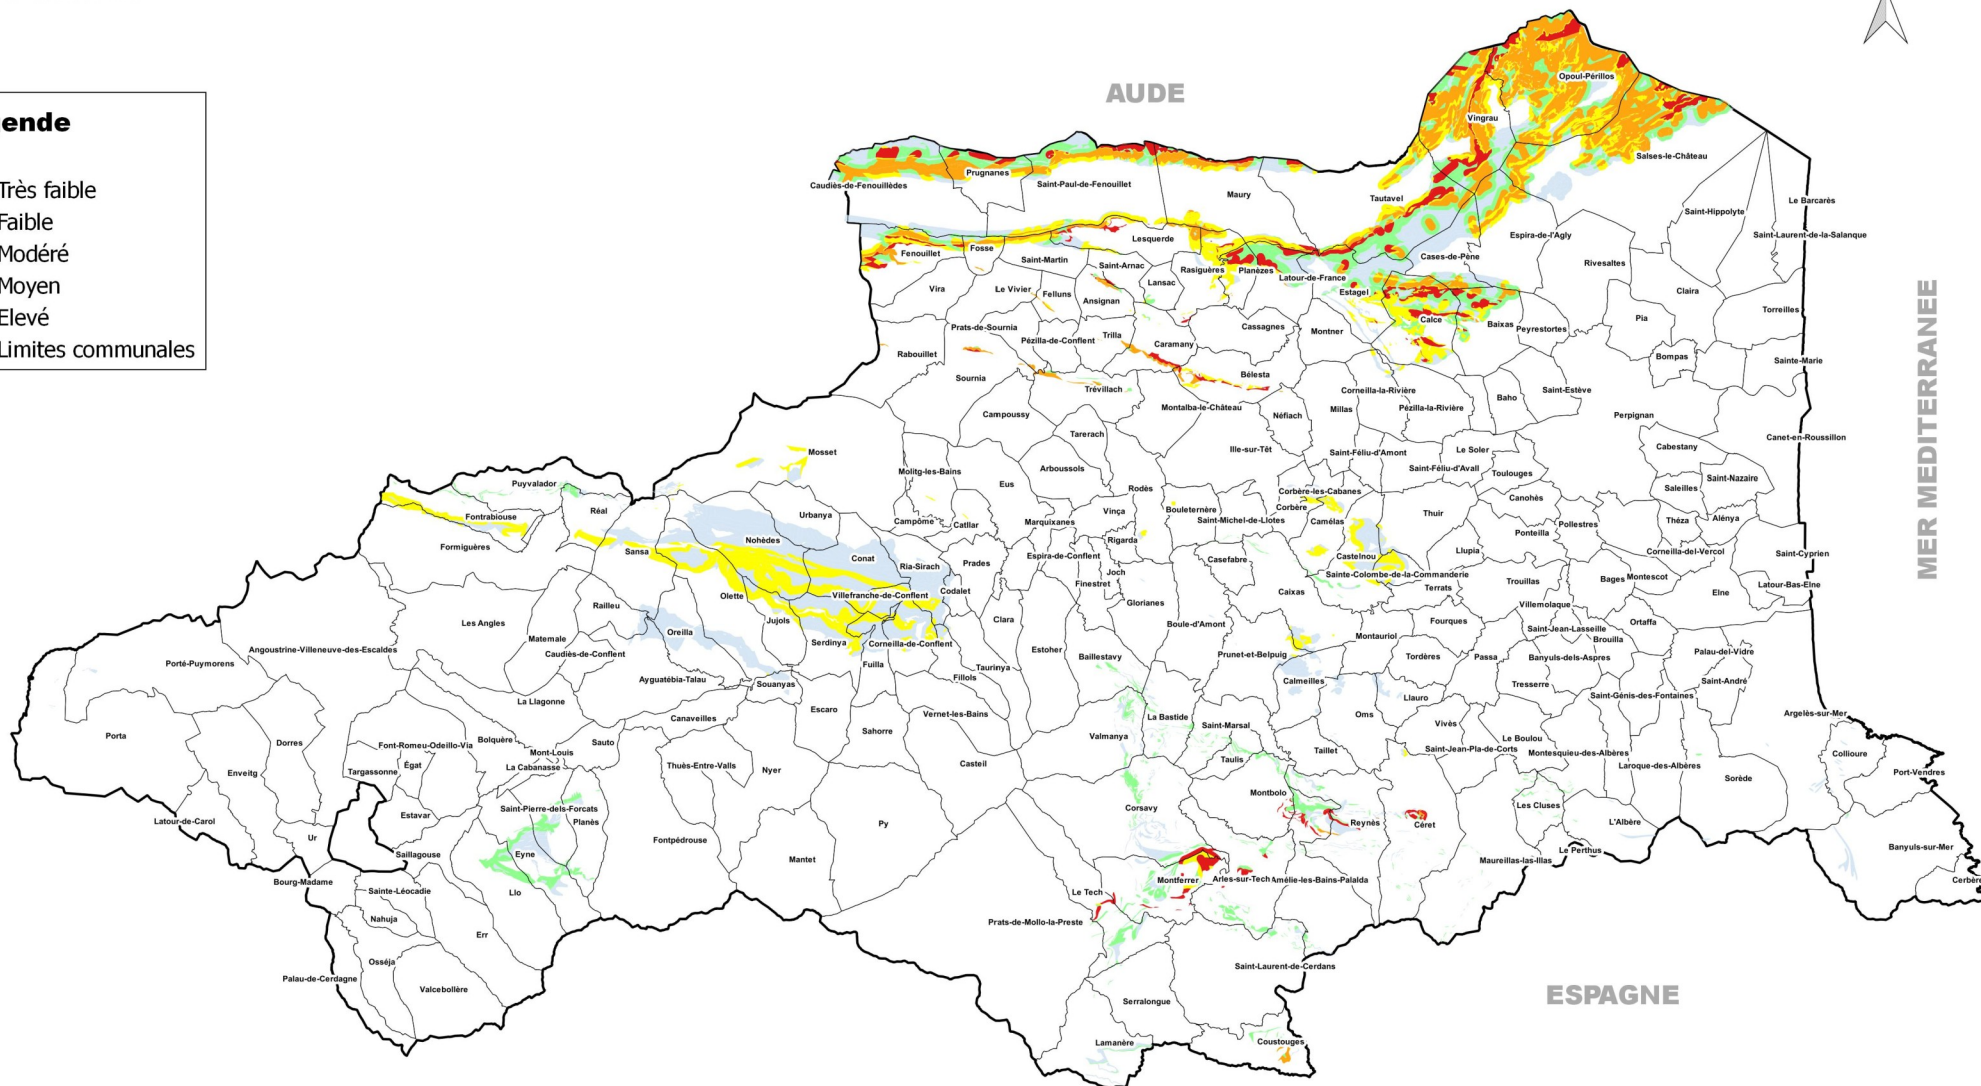 AUDE
ende
Très faible
Faible
Modéré
Moyen
Elevé
Limites communales
MER MEDITERRANEE
ESPAGNE
Opoul-Périllos
Vingrau
Salses-le-Château
Prugnanes
Caudiès-de-Fenouillèdes
Saint-Paul-de-Fenouillet
Maury
Tautavel
Le Barcarès
Saint-Hippolyte
Saint-Laurent-de-la-Salanque
Espira-de-l'Agly
Lesquerde
Fosse
Fenouillet
Saint-Martin
Cases-de-Pène
Rivesaltes
Saint-Arnac
Rasiguères
Planèzes
Latour-de-France
Lansac
Vira
Le Vivier
Felluns
Ansignan
Estagel
Claira
Torreilles
Calce
Baixas
Peyrestortes
Pia
Prats-de-Sournia
Cassagnes
Montner
Trilla
Pézilla-de-Conflent
Caramany
Rabouillet
Bompas
Sainte-Marie
Sournia
Bélesta
Trévillach
Corneilla-la-Rivière
Saint-Estève
Baho
Montalba-le-Château
Millas
Pézilla-la-Rivière
Campoussy
Néfiach
Perpignan
Tarerach
Canet-en-Roussillon
Cabestany
Mosset
Ille-sur-Têt
Saint-Féliu-d'Amont
Le Soler
Molitg-les-Bains
Arboussols
Saint-Féliu-d'Avall
Toulouges
Saint-Nazaire
Puyvalador
Eus
Rodès
Corbère-les-Cabanes
Saleilles
Canohès
Réal
Vinça
Bouleternère
Corbère
Fontrabiouse
Urbanya
Campôme
Catllar
Marquixanes
Saint-Michel-de-Llotes
Camélas
Thuir
Pollestres
Théza
Alénya
Ponteilla
Nohèdes
Rigarda
Formiguères
Sansa
Conat
Espira-de-Conflent
Casefabre
Castelnou
Llupia
Corneilla-del-Vercol
Saint-Cyprien
Ria-Sirach
Prades
Joch
Sainte-Colombe-de-la-Commanderie
Finestret
Trouillas
Bages
Montescot
Latour-Bas-Elne
Olette
Villefranche-de-Conflent
Codalet
Caixas
Terrats
Elne
Railleu
Glorianes
Villemolaque
Les Angles
Jujols
Clara
Boule-d'Amont
Fourques
Ortaffa
Saint-Jean-Lasseille
Matemale
Oreilla
Serdinya
Corneilla-de-Conflent
Montauriol
Brouilla
Angoustrine-Villeneuve-des-Escaldes
Caudiès-de-Conflent
Estoher
Baillestavy
Prunet-et-Belpuig
Tordères
Passa
Banyuls-dels-Aspres
Palau-del-Vidre
Porté-Puymorens
Fuilla
Taurinya
Fillols
Ayguatébia-Talau
Souanyas
Calmeilles
Tresserre
Saint-André
Saint-Génis-des-Fontaines
La Llagonne
Llauro
Escaro
Vernet-les-Bains
Canaveilles
La Bastide
Oms
Argelès-sur-Mer
Saint-Marsal
Vivès
Porta
Dorres
Sahorre
Valmanya
Le Boulou
Bolquère
Font-Romeu-Odeillo-Via
Mont-Louis
Sauto
Taillet
Saint-Jean-Pla-de-Corts
Montesquieu-des-Albères
Collioure
Égat
La Cabanasse
Thuès-Entre-Valls
Nyer
Casteil
Taulis
Laroque-des-Albères
Enveitg
Targassonne
Port-Vendres
Sorède
Montbolo
Saint-Pierre-dels-Forcats
Corsavy
Les Cluses
Estavar
Planès
Latour-de-Carol
Py
Reynès
Céret
L'Albère
Ur
Fontpédrouse
Saillagouse
Eyne
Mantet
Le Perthus
Banyuls-sur-Mer
Maureillas-las-Illas
Bourg-Madame
Montferrer
Arles-sur-Tech
Amélie-les-Bains-Palalda
Cerbère
Sainte-Léocadie
Llo
Le Tech
Nahuja
Prats-de-Mollo-la-Preste
Err
Osséja
Saint-Laurent-de-Cerdans
Palau-de-Cerdagne
Valcebollère
Serralongue
Lamanère
Coustouges